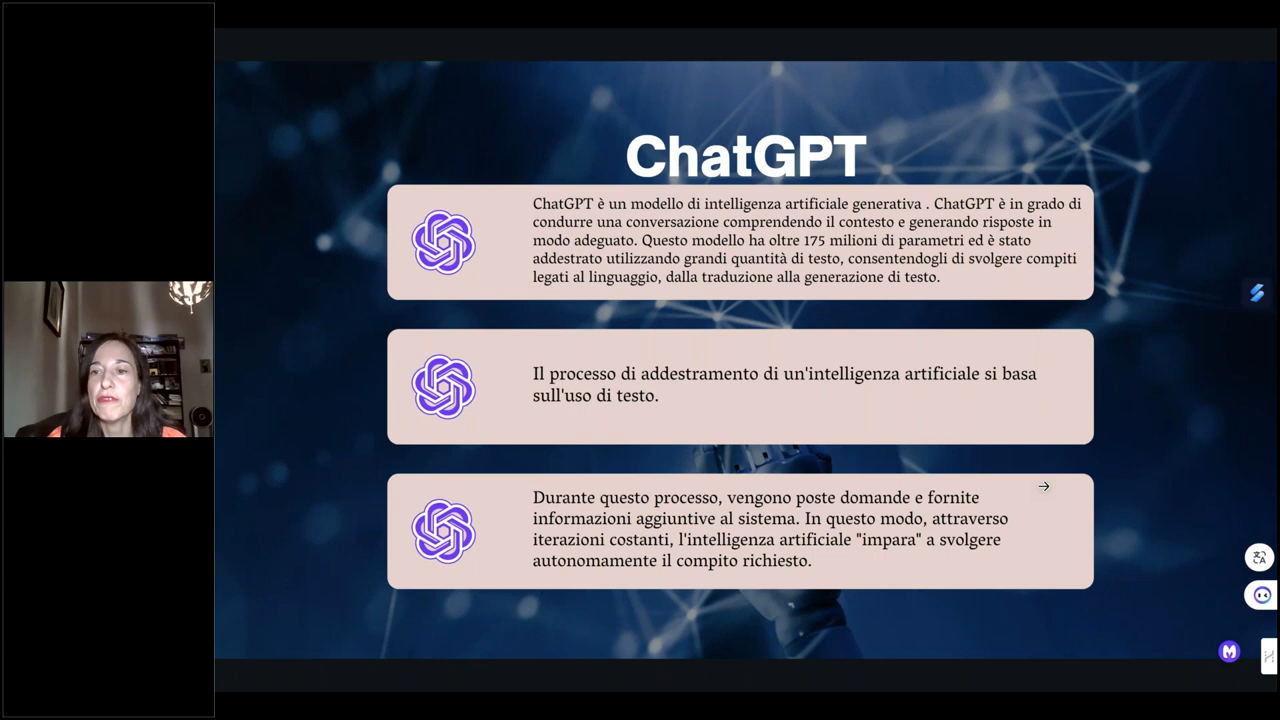 ChatGPT
ChatGPT è un modello di intelligenza artificiale generativa . ChatGPT è in grado di
condurre una conversazione comprendendo il contesto e generando risposte in
modo adeguato. Questo modello ha oltre 175 milioni di parametri ed è stato
addestrato utilizzando grandi quantità di testo, consentendogli di svolgere compiti
legati al linguaggio, dalla traduzione alla generazione di testo.
Il processo di addestramento di un'intelligenza artificiale si basa
sull'uso di testo.
Durante questo processo, vengono poste domande e fornite
informazioni aggiuntive al sistema. In questo modo, attraverso
iterazioni costanti, l'intelligenza artificiale "impara" a svolgere
autonomamente il compito richiesto.